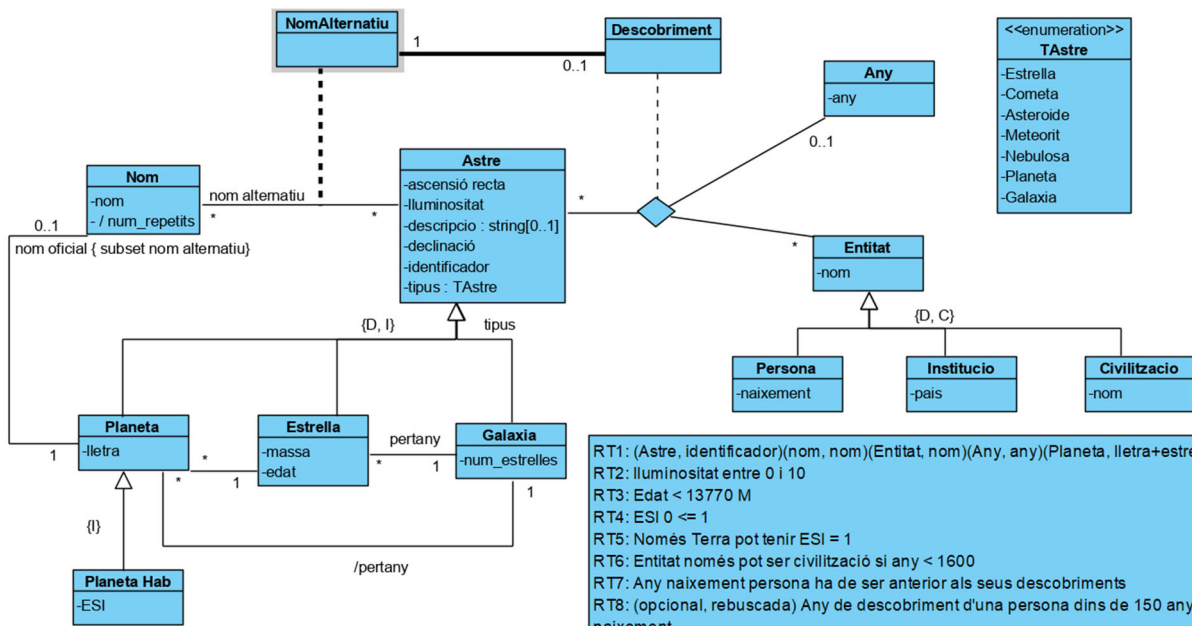 NomAlternatiu
1
0..1
Descobriment
Any
-any
0..1
<<enumeration>>
TAstre
-Estrella
-Cometa
-Asteroide
-Meteorit
-Nebulosa
-Planeta
-Galaxia
Nom
-nom
- / num_repetits
nom alternatiu
*
*
Astre
-ascensió recta
-lluminositat
-descripcio : string[0..1]
-declinació
-identificador
-tipus : TAstre
*
*
Entitat
-nom
0..1
nom oficial { subset nom alternatiu}
{D, I}
tipus
{D, C}
Persona
-naixement
Institucio
-pais
Civilitzacio
-nom
Planeta
-lletra
1
*
1
*
Estrella
-massa
-edat
pertany
*
1
Galaxia
-num_estrelles
1
{I}
/pertany
Planeta Hab
-ESI
RT1: (Astre, identificador)(nom, nom)(Entitat, nom)(Any, any)(Planeta, lletra+estre
RT2: lluminositat entre 0 i 10
RT3: Edat < 13770 M
RT4: ESI 0 <= 1
RT5: Només Terra pot tenir ESI = 1
RT6: Entitat només pot ser civilització si any < 1600
RT7: Any naixement persona ha de ser anterior als seus descobriments
RT8: (opcional, rebuscada) Any de descobriment d'una persona dins de 150 any
naixement